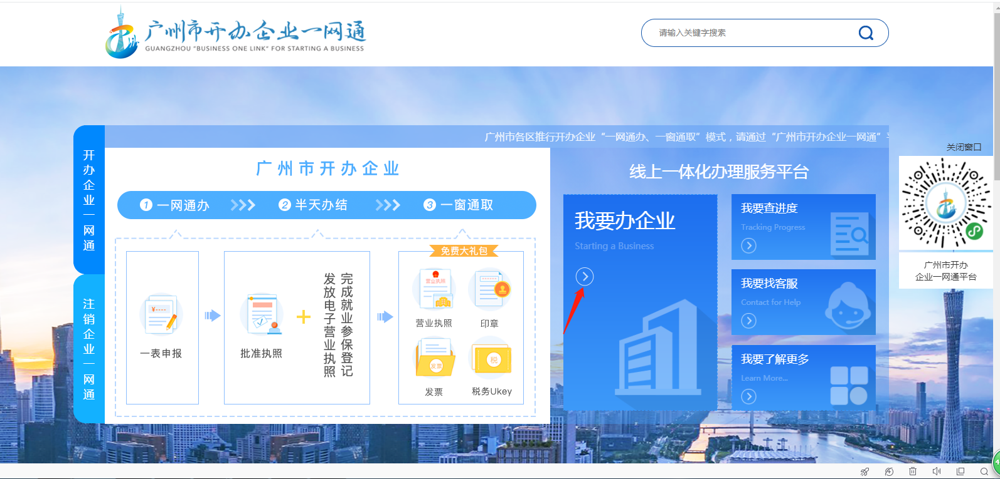 广州市开办企业一网通
GUANGZHOU "BUSINESS ONE LINK" FOR STARTING A BUSINESS
请输入关键字搜索
广州市各区推行开办企业“一网通办、一窗通取”模式，请通过“广州市开办企业一网通”
关闭窗口
开办企业一网通
注销企业一网通
广州市开办企业
1 一网通办
2 半天办结
3 一窗通取
一表申报
批准执照
+
完成就业参保登记
发放电子营业执照
免费大礼包
营业执照
营业执照
印章
发票
发票
税
税务Ukey
线上一体化办理服务平台
我要办企业
Starting a Business
我要查进度
Tracking Progress
我要找客服
Contact for Help
我要了解更多
Learn More...
广州市开办
企业一网通平台
4